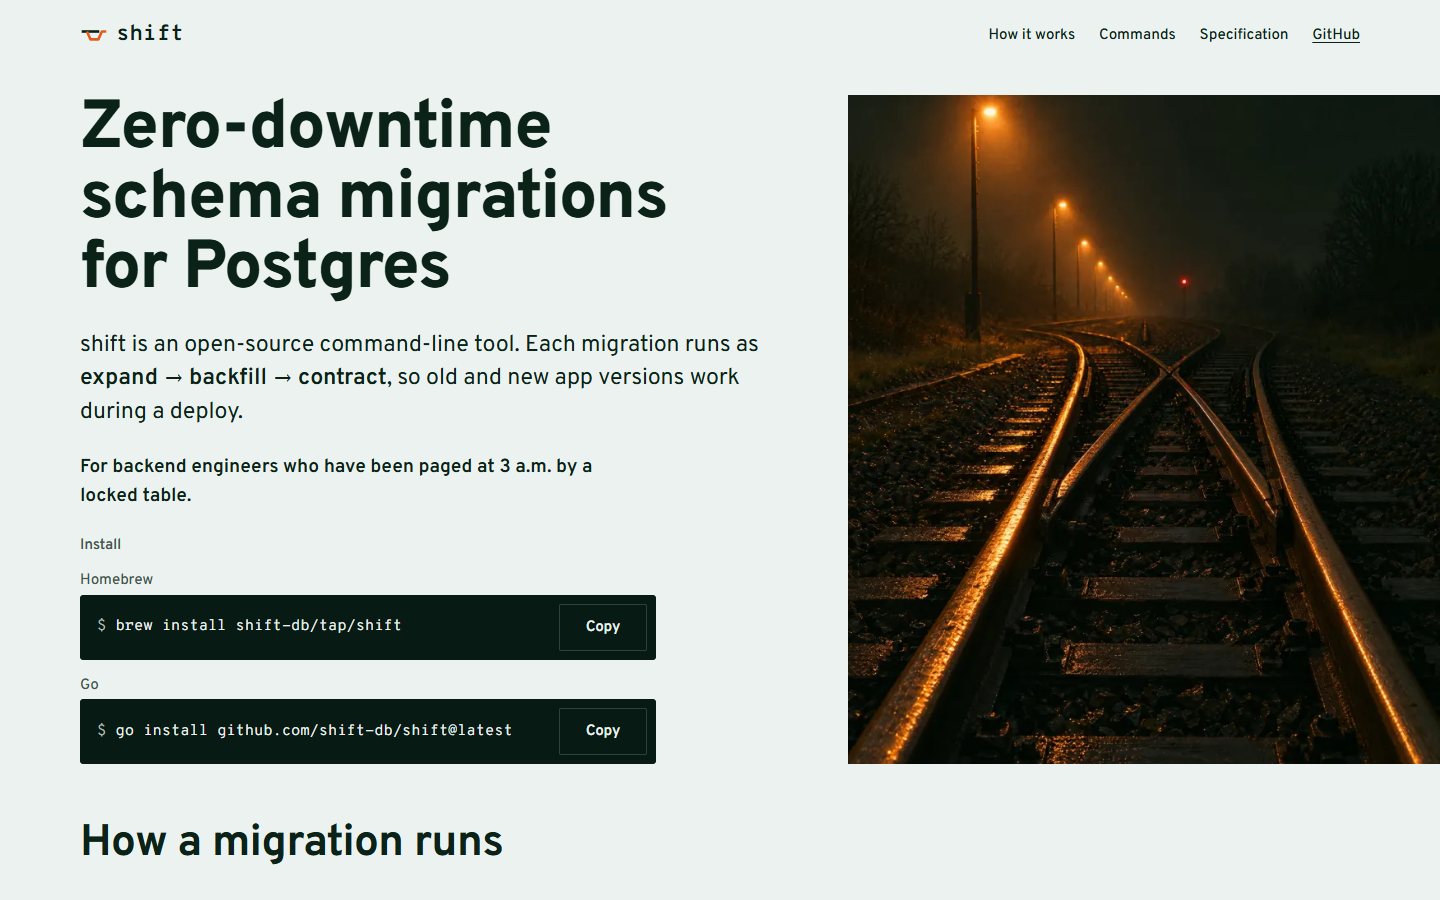 shift
How it works Commands Specification GitHub
Zero-downtime
schema migrations
for Postgres
shift is an open-source command-line tool. Each migration runs as
expand → backfill → contract, so old and new app versions work
during a deploy.
For backend engineers who have been paged at 3 a.m. by a
locked table.
Install
Homebrew
$ brew install shift-db/tap/shift Copy
Go
$ go install github.com/shift-db/shift@latest Copy
How a migration runs